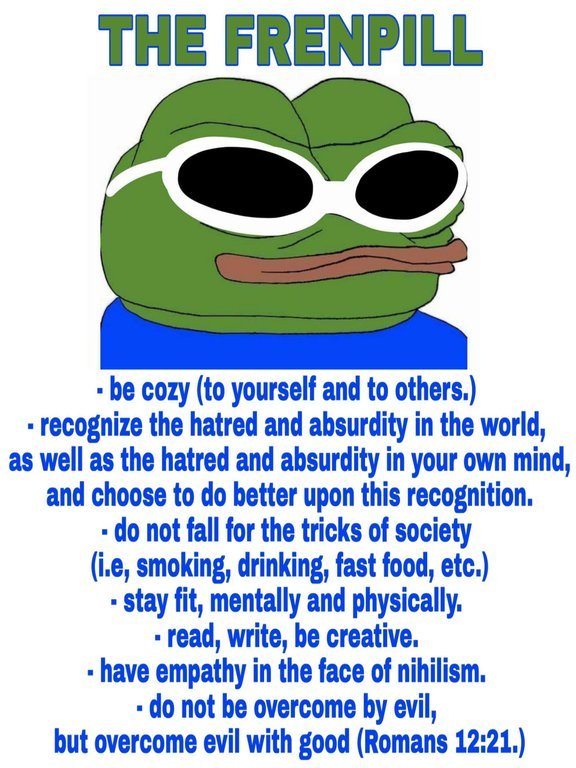 THE FRENPILL
- be cozy (to yourself and to others.)
- recognize the hatred and absurdity in the world,
as well as the hatred and absurdity in your own mind,
and choose to do better upon this recognition.
- do not fall for the tricks of society
(i.e, smoking, drinking, fast food, etc.)
- stay fit, mentally and physically.
- read, write, be creative.
- have empathy in the face of nihilism.
- do not be overcome by evil,
but overcome evil with good (Romans 12:21.)